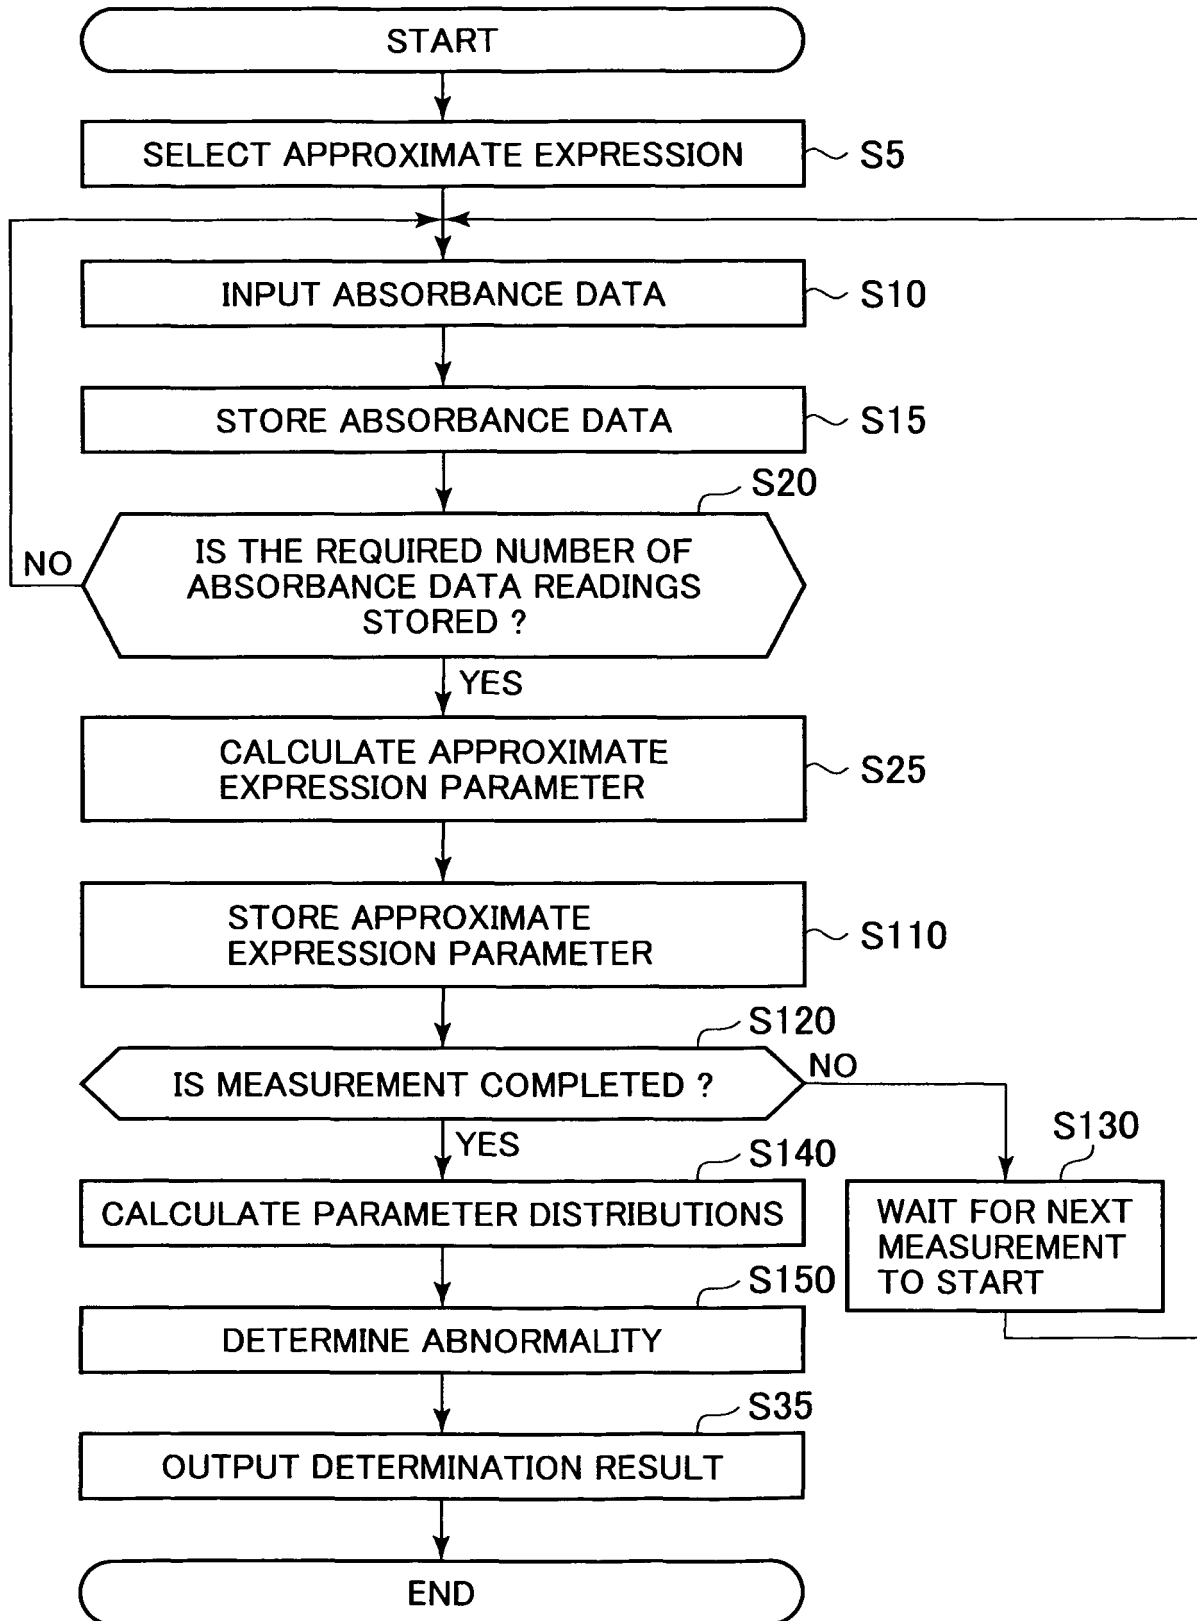 START
SELECT APPROXIMATE EXPRESSION
S5
INPUT ABSORBANCE DATA
S10
STORE ABSORBANCE DATA
S15
S20
NO
IS THE REQUIRED NUMBER OF
ABSORBANCE DATA READINGS
STORED ?
YES
CALCULATE APPROXIMATE
EXPRESSION PARAMETER
S25
STORE APPROXIMATE
EXPRESSION PARAMETER
S110
S120
IS MEASUREMENT COMPLETED ?
NO
YES
S130
WAIT FOR NEXT
MEASUREMENT
TO START
S140
CALCULATE PARAMETER DISTRIBUTIONS
S150
DETERMINE ABNORMALITY
S35
OUTPUT DETERMINATION RESULT
END